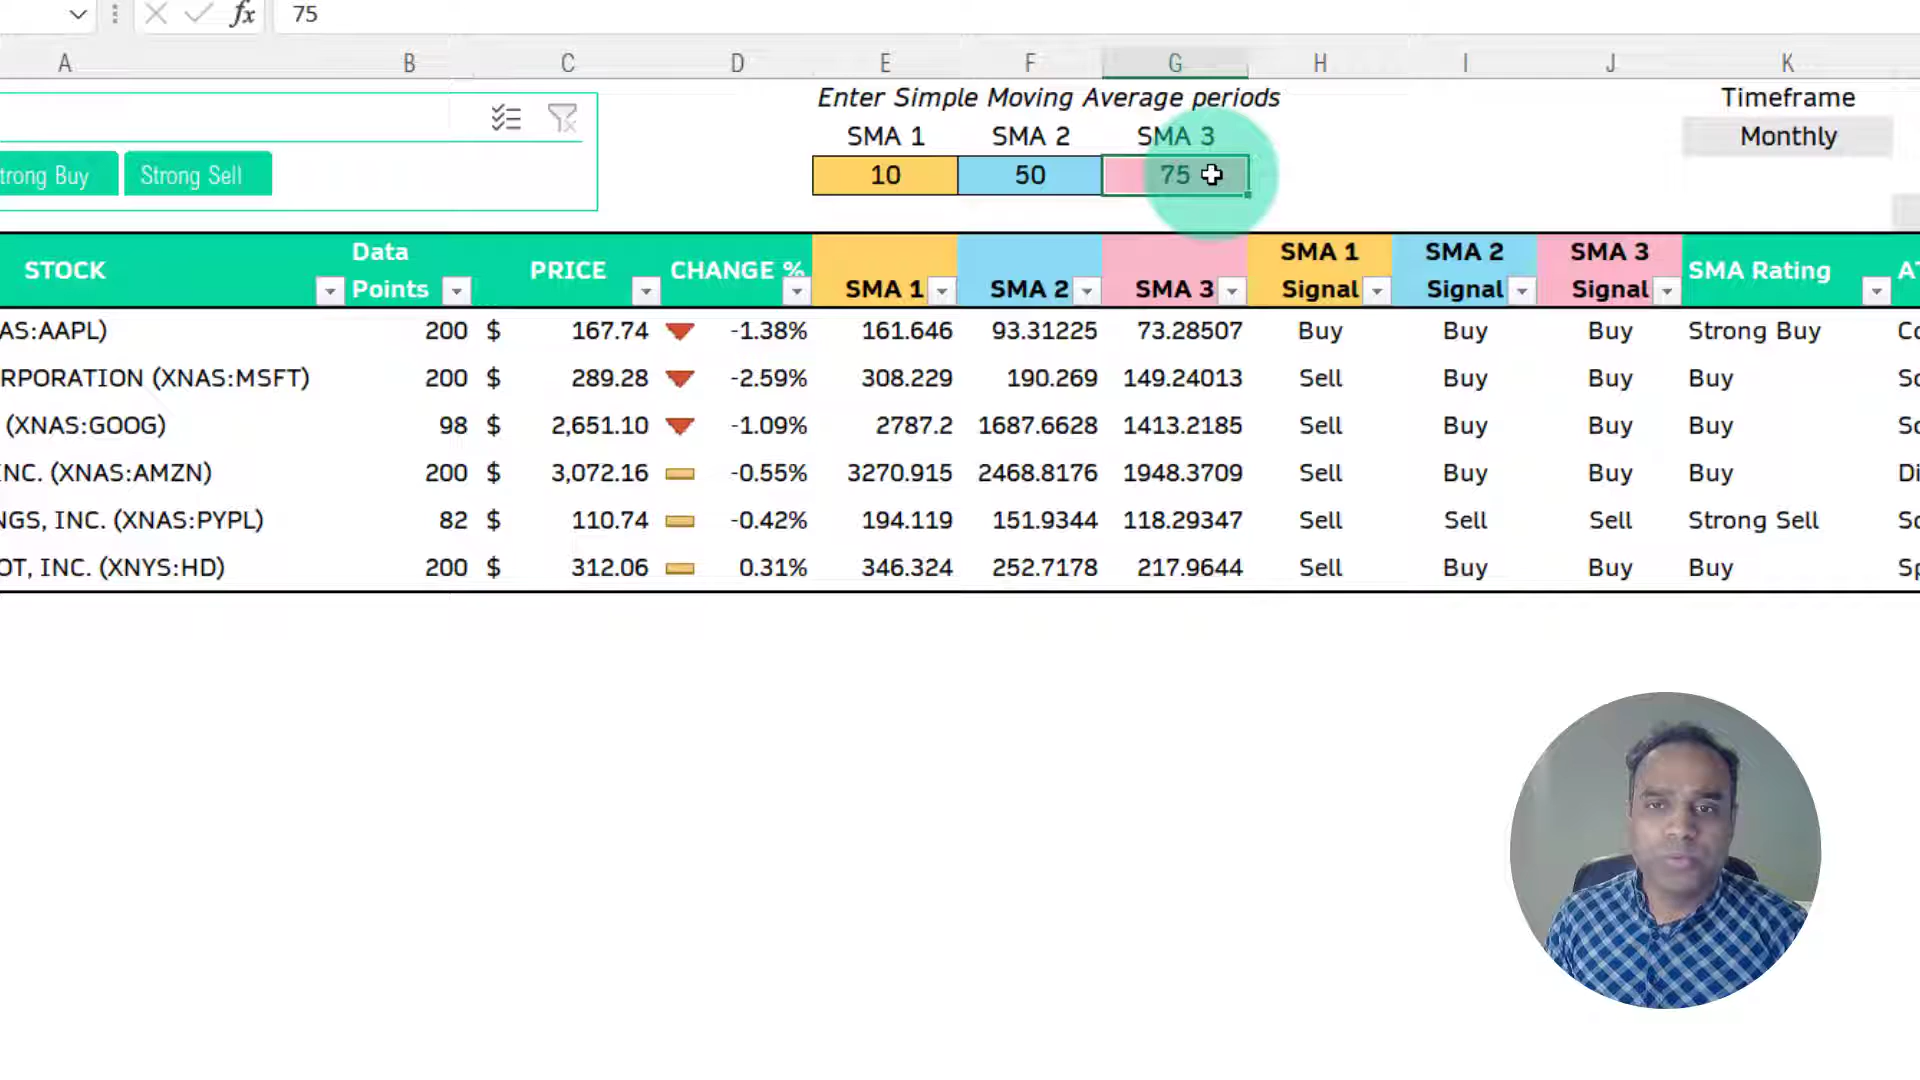 fx 75
A B C D E F G H I J K
Enter Simple Moving Average periods Timeframe
SMA 1 SMA 2 SMA 3 Monthly
trong Buy Strong Sell 10 50 75
STOCK Data Points PRICE CHANGE % SMA 1 SMA 2 SMA 3 SMA 1 Signal SMA 2 Signal SMA 3 Signal SMA Rating AT
AS:AAPL) 200 $ 167.74 -1.38% 161.646 93.31225 73.28507 Buy Buy Buy Strong Buy Co
RPORATION (XNAS:MSFT) 200 $ 289.28 -2.59% 308.229 190.269 149.24013 Sell Buy Buy Buy So
(XNAS:GOOG) 98 $ 2,651.10 -1.09% 2787.2 1687.6628 1413.2185 Sell Buy Buy Buy So
NC. (XNAS:AMZN) 200 $ 3,072.16 -0.55% 3270.915 2468.8176 1948.3709 Sell Buy Buy Buy Di
NGS, INC. (XNAS:PYPL) 82 $ 110.74 -0.42% 194.119 151.9344 118.29347 Sell Sell Sell Strong Sell So
OT, INC. (XNYS:HD) 200 $ 312.06 0.31% 346.324 252.7178 217.9644 Sell Buy Buy Buy Sp